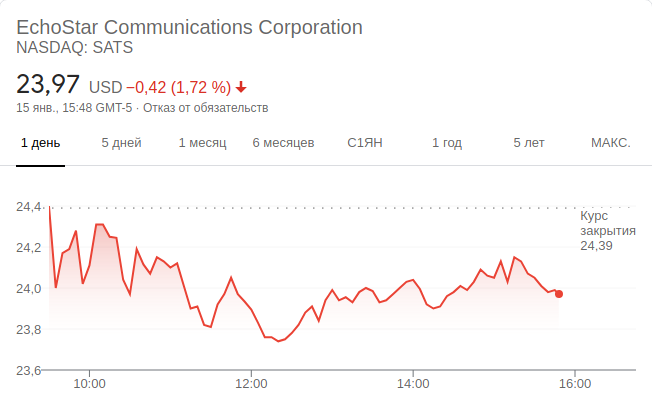 EchoStar Communications Corporation
NASDAQ: SATS
23,97 USD −0,42 (1,72 %)
15 янв., 15:48 GMT-5 · Отказ от обязательств
1 день 5 дней 1 месяц 6 месяцев С1ЯН 1 год 5 лет МАКС.
24,4
Курс
закрытия
24,39
24,2
24,0
23,8
23,6
10:00 12:00 14:00 16:00